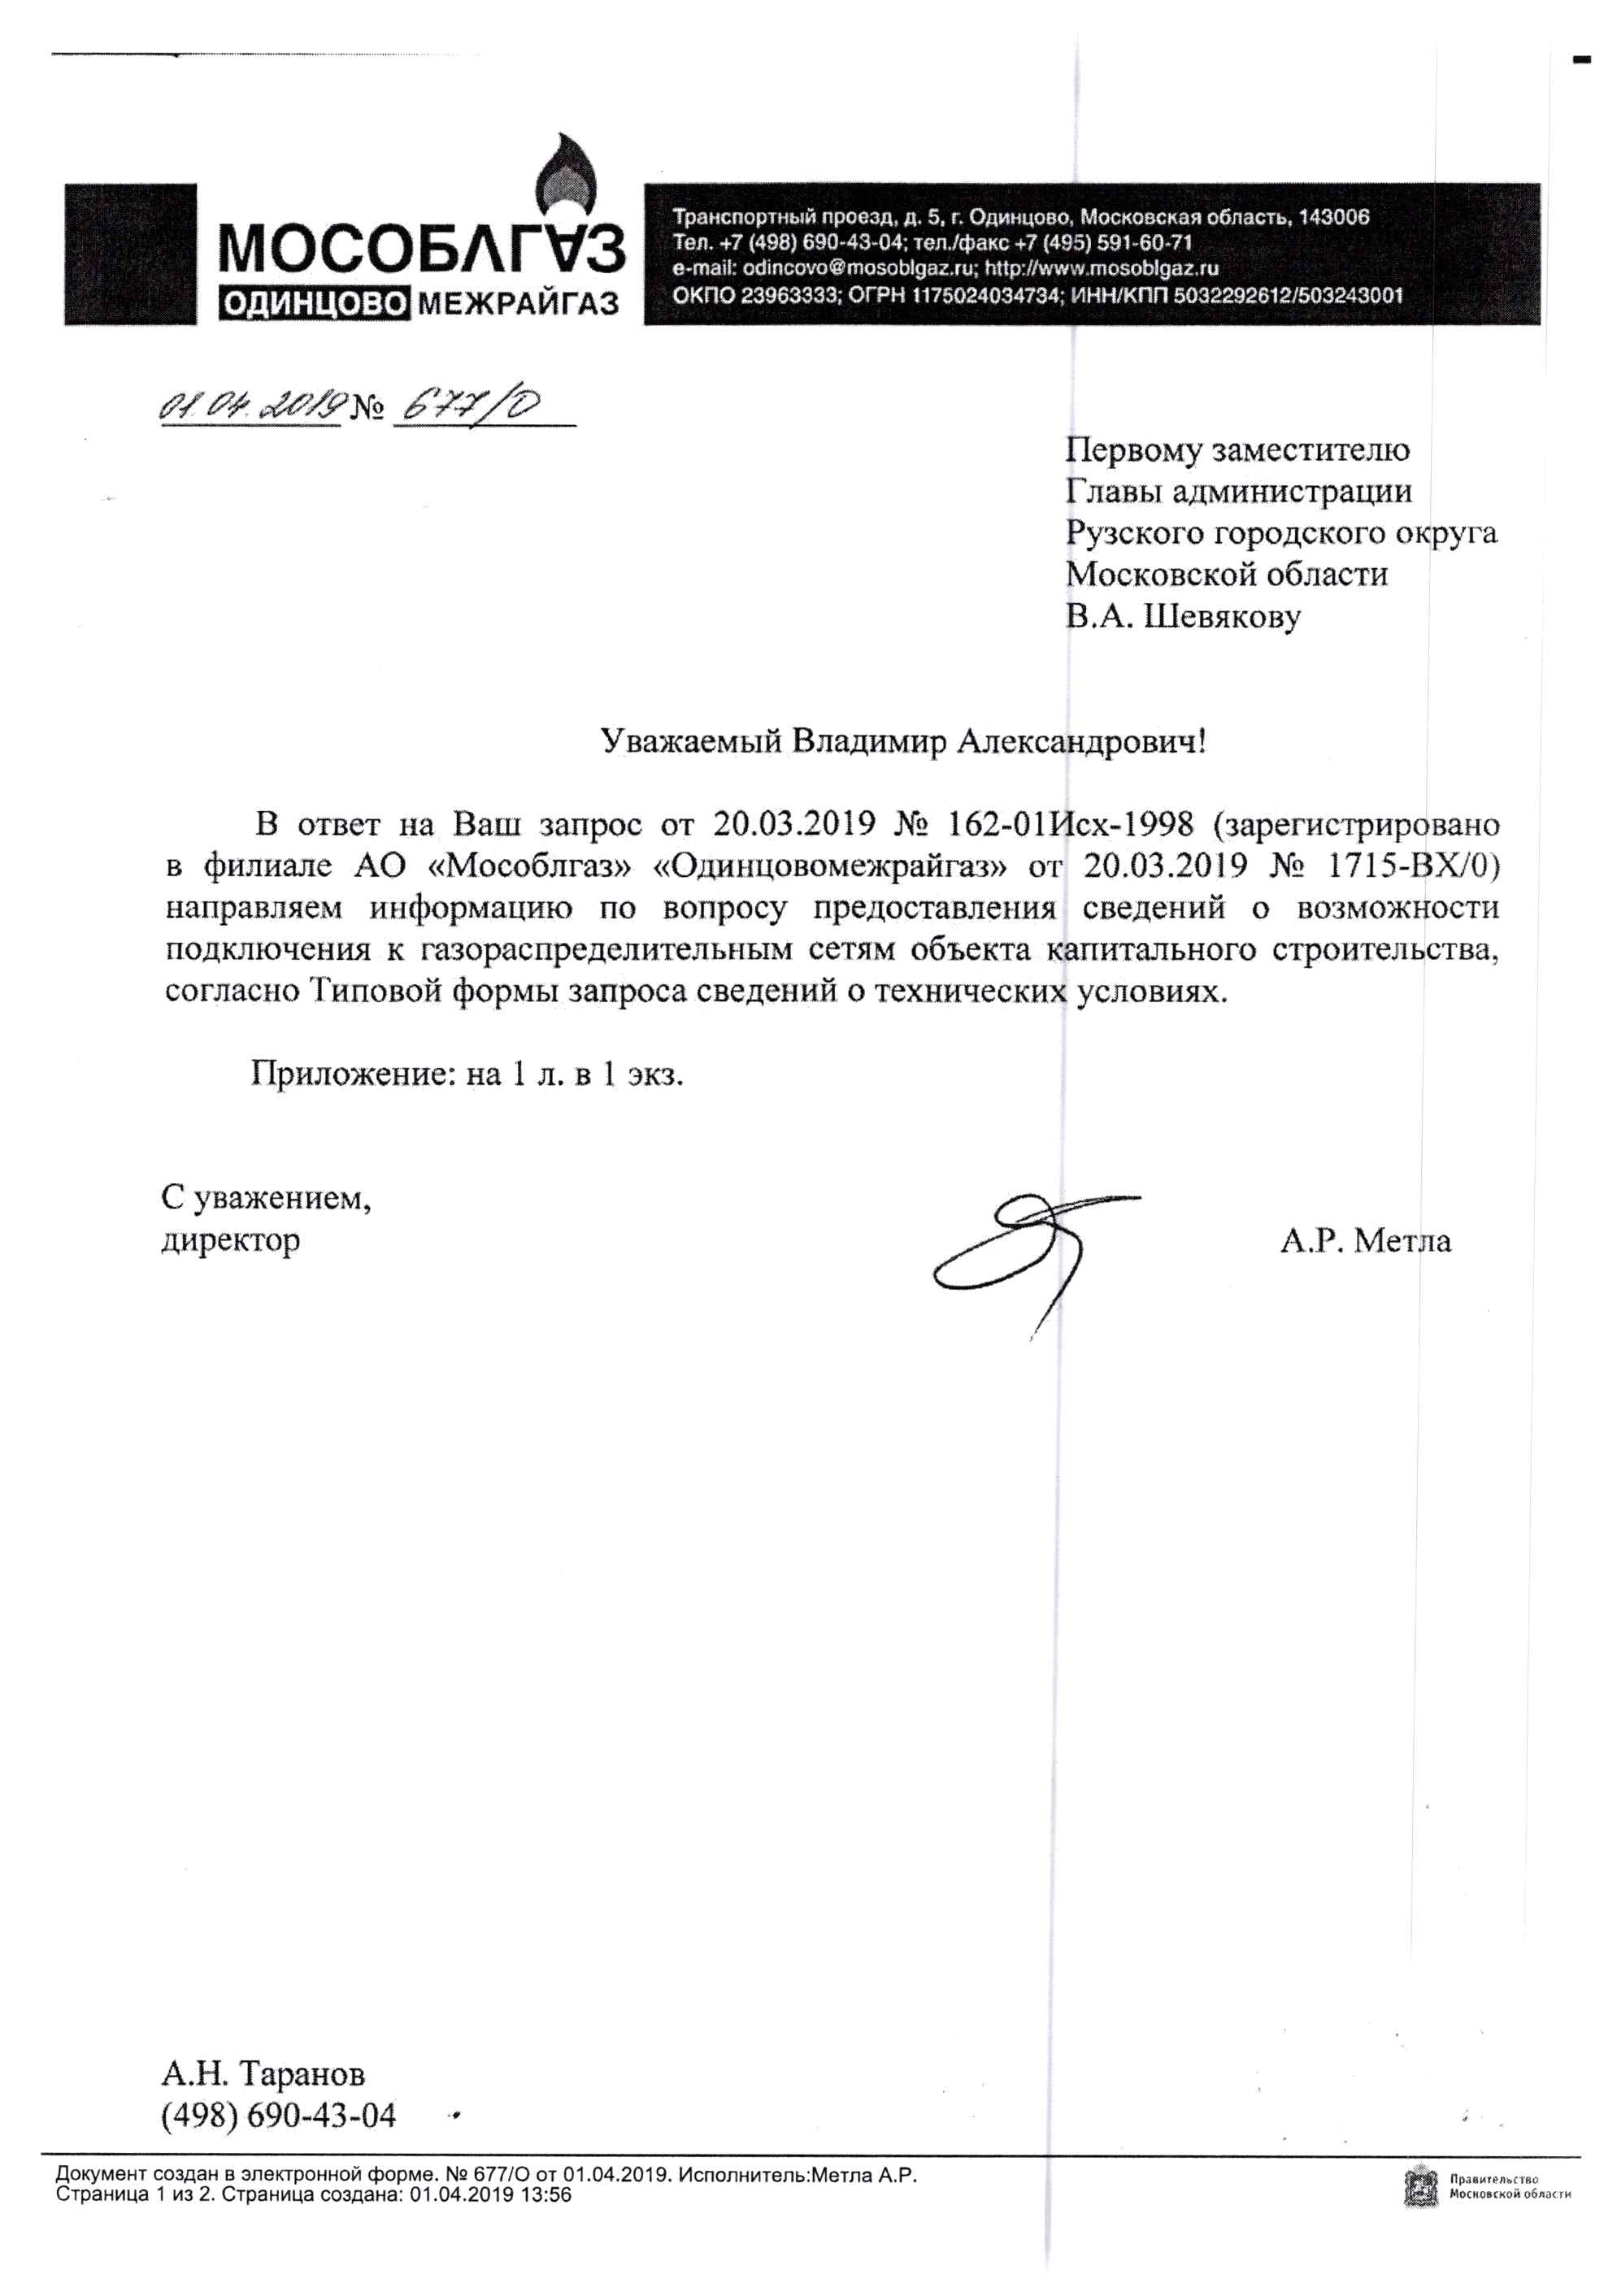 МОСОБЛГАЗ
ОДИНЦОВО МЕЖРАЙГАЗ
Транспортный проезд, д. 5, г. Одинцово, Московская область, 143006
Тел. +7 (498) 690-43-04; тел./факс +7 (495) 591-60-71
e-mail: odincovo@mosoblgaz.ru; http://www.mosoblgaz.ru
ОКПО 23963333; ОГРН 1175024034734; ИНН/КПП 5032292612/503243001
01.04.2019 № 677/О
Первому заместителю
Главы администрации
Рузского городского округа
Московской области
В.А. Шевякову
Уважаемый Владимир Александрович!
В ответ на Ваш запрос от 20.03.2019 № 162-01Исх-1998 (зарегистрировано
в филиале АО «Мособлгаз» «Одинцовомежрайгаз» от 20.03.2019 № 1715-ВХ/0)
направляем информацию по вопросу предоставления сведений о возможности
подключения к газораспределительным сетям объекта капитального строительства,
согласно Типовой формы запроса сведений о технических условиях.
Приложение: на 1 л. в 1 экз.
С уважением,
директор
А.Р. Метла
А.Н. Таранов
(498) 690-43-04
Документ создан в электронной форме. № 677/О от 01.04.2019. Исполнитель:Метла А.Р.
Страница 1 из 2. Страница создана: 01.04.2019 13:56
Правительство
Московской области